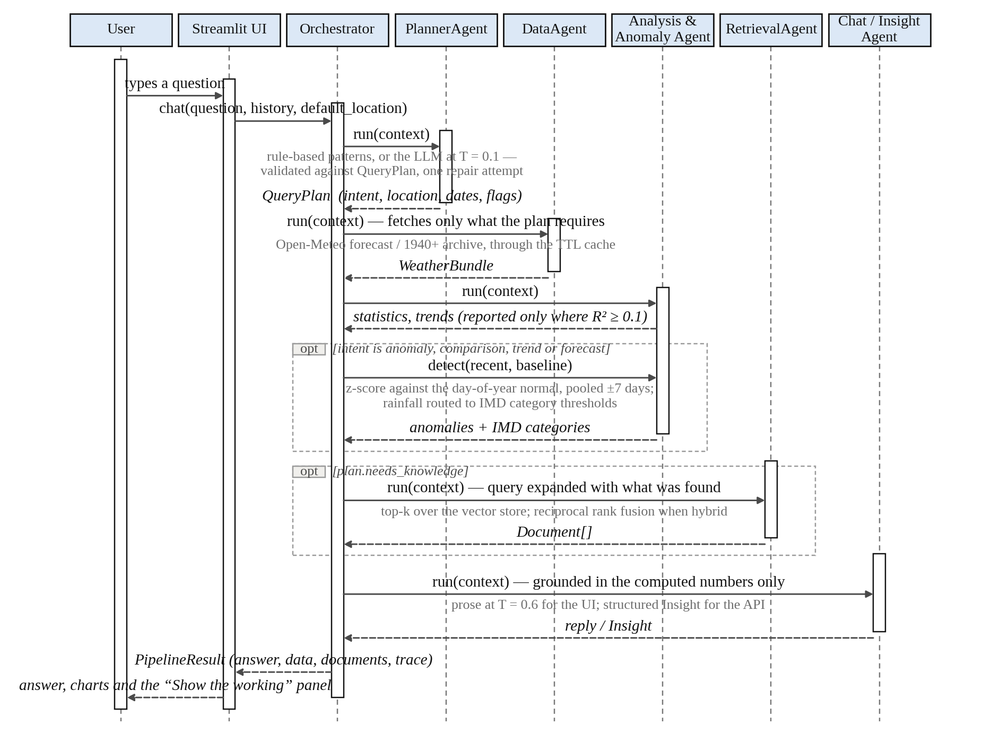 User
Streamlit UI
Orchestrator
PlannerAgent
DataAgent
Analysis &
Anomaly Agent
RetrievalAgent
Chat / Insight
Agent
types a question
chat(question, history, default_location)
run(context)
rule-based patterns, or the LLM at T = 0.1 —
validated against QueryPlan, one repair attempt
QueryPlan (intent, location, dates, flags)
run(context) — fetches only what the plan requires
Open-Meteo forecast / 1940+ archive, through the TTL cache
WeatherBundle
run(context)
statistics, trends (reported only where R² ≥ 0.1)
opt [intent is anomaly, comparison, trend or forecast]
detect(recent, baseline)
z-score against the day-of-year normal, pooled ±7 days;
rainfall routed to IMD category thresholds
anomalies + IMD categories
opt [plan.needs_knowledge]
run(context) — query expanded with what was found
top-k over the vector store; reciprocal rank fusion when hybrid
Document[]
run(context) — grounded in the computed numbers only
prose at T = 0.6 for the UI; structured Insight for the API
reply / Insight
PipelineResult (answer, data, documents, trace)
answer, charts and the “Show the working” panel